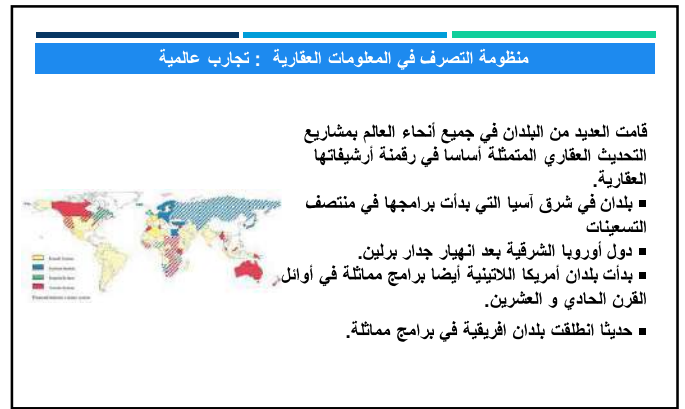 منظومة التصرف في المعلومات العقارية : تجارب عالمية
قامت العديد من البلدان في جميع أنحاء العالم بمشاريع
التحديث العقاري المتمثلة أساسا في رقمنة أرشيفاتها
العقارية.
▪ بلدان في شرق آسيا التي بدأت برامجها في منتصف
التسعينات
▪ دول أوروبا الشرقية بعد انهيار جدار برلين.
▪ بدأت بلدان أمريكا اللاتينية أيضا برامج مماثلة في أوائل
القرن الحادي و العشرين.
▪ حديثا انطلقت بلدان افريقية في برامج مماثلة.